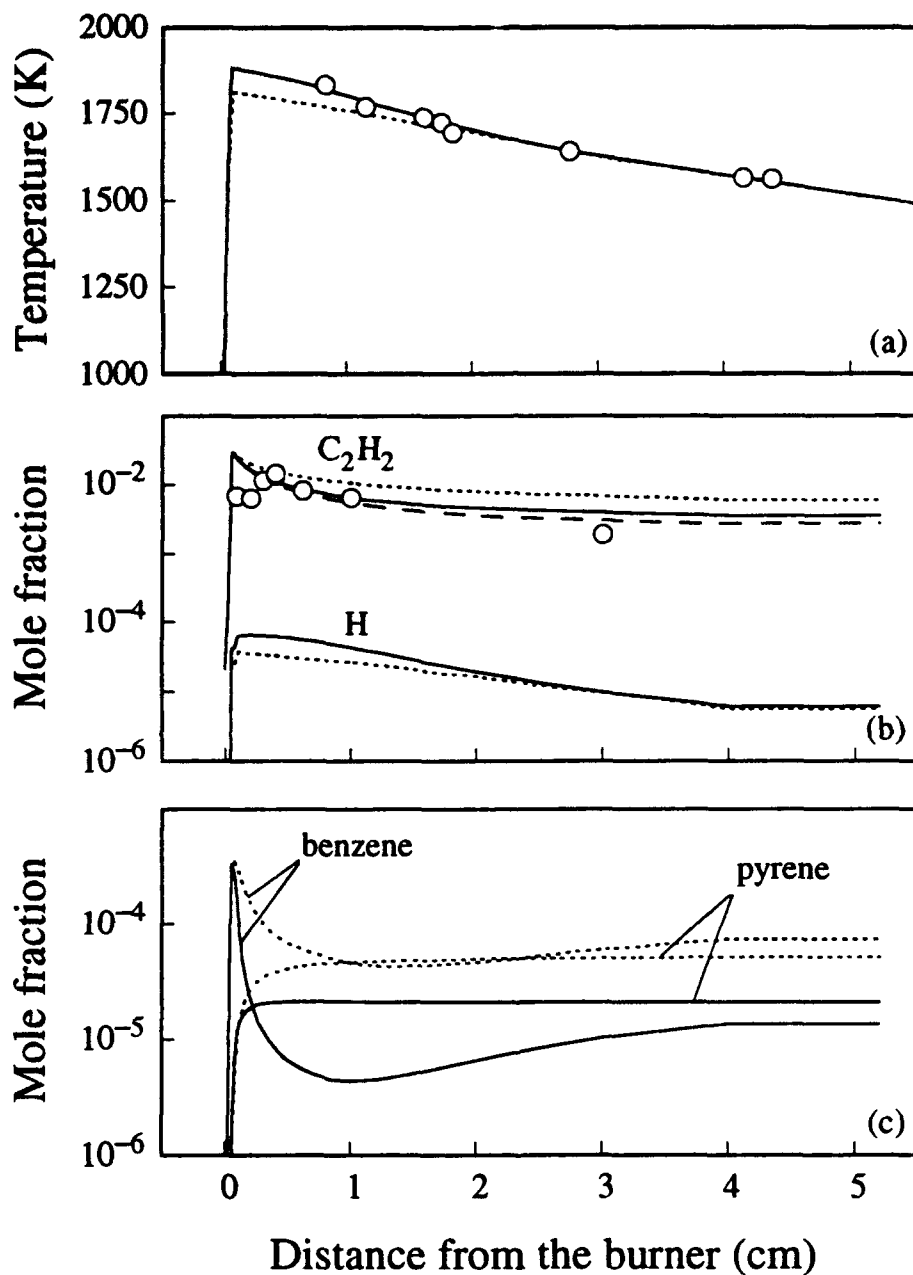 2000
1750
1500
1250
1000
Temperature (K)
(a)
C₂H₂
H
10⁻²
10⁻⁴
10⁻⁶
Mole fraction
(b)
benzene
pyrene
10⁻⁴
10⁻⁵
10⁻⁶
Mole fraction
(c)
0 1 2 3 4 5
Distance from the burner (cm)